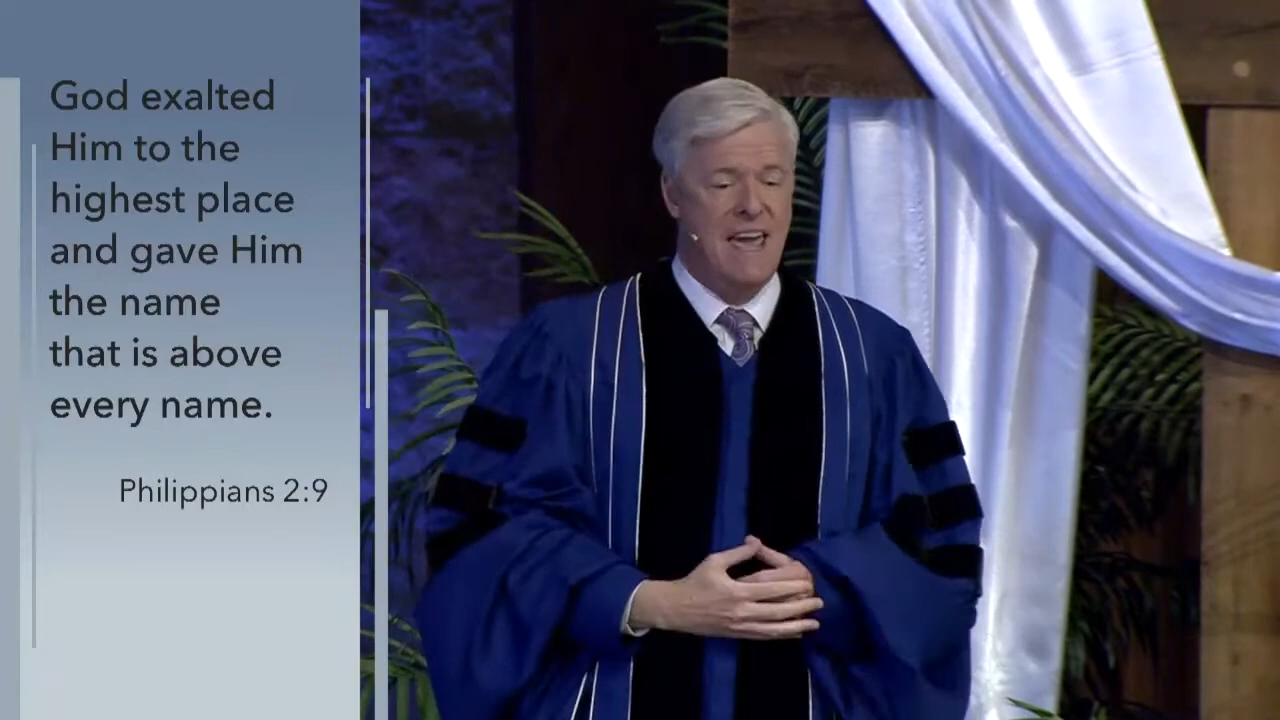 God exalted
Him to the
highest place
and gave Him
the name
that is above
every name.
Philippians 2:9